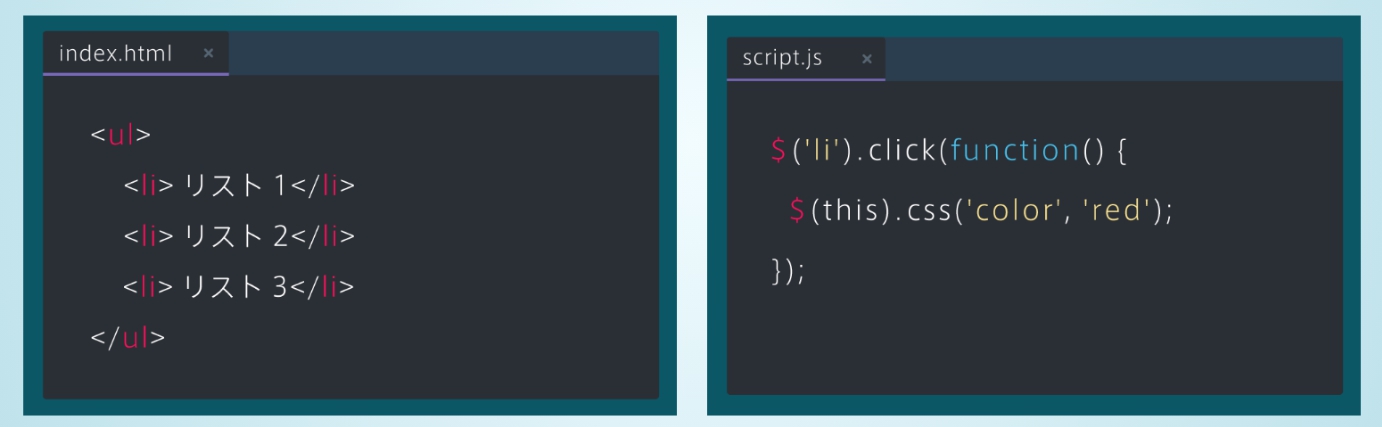 index.html ×
<ul>
<li> リスト 1</li>
<li> リスト 2</li>
<li> リスト 3</li>
</ul>
script.js ×
$('li').click(function() {
$(this).css('color', 'red');
});